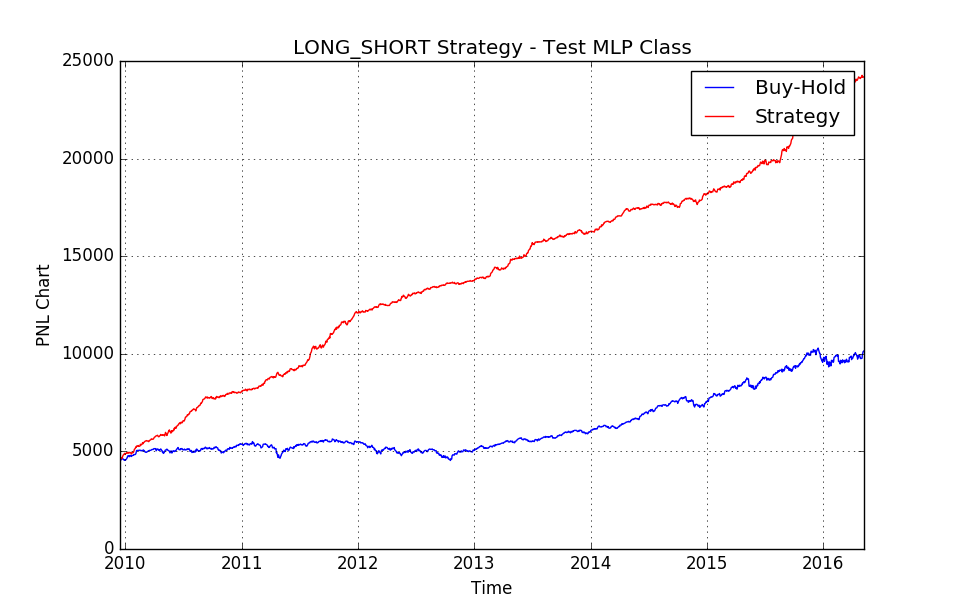 LONG_SHORT Strategy - Test MLP Class
25000
20000
15000
10000
5000
0
PNL Chart
Buy-Hold
Strategy
2010 2011 2012 2013 2014 2015 2016
Time